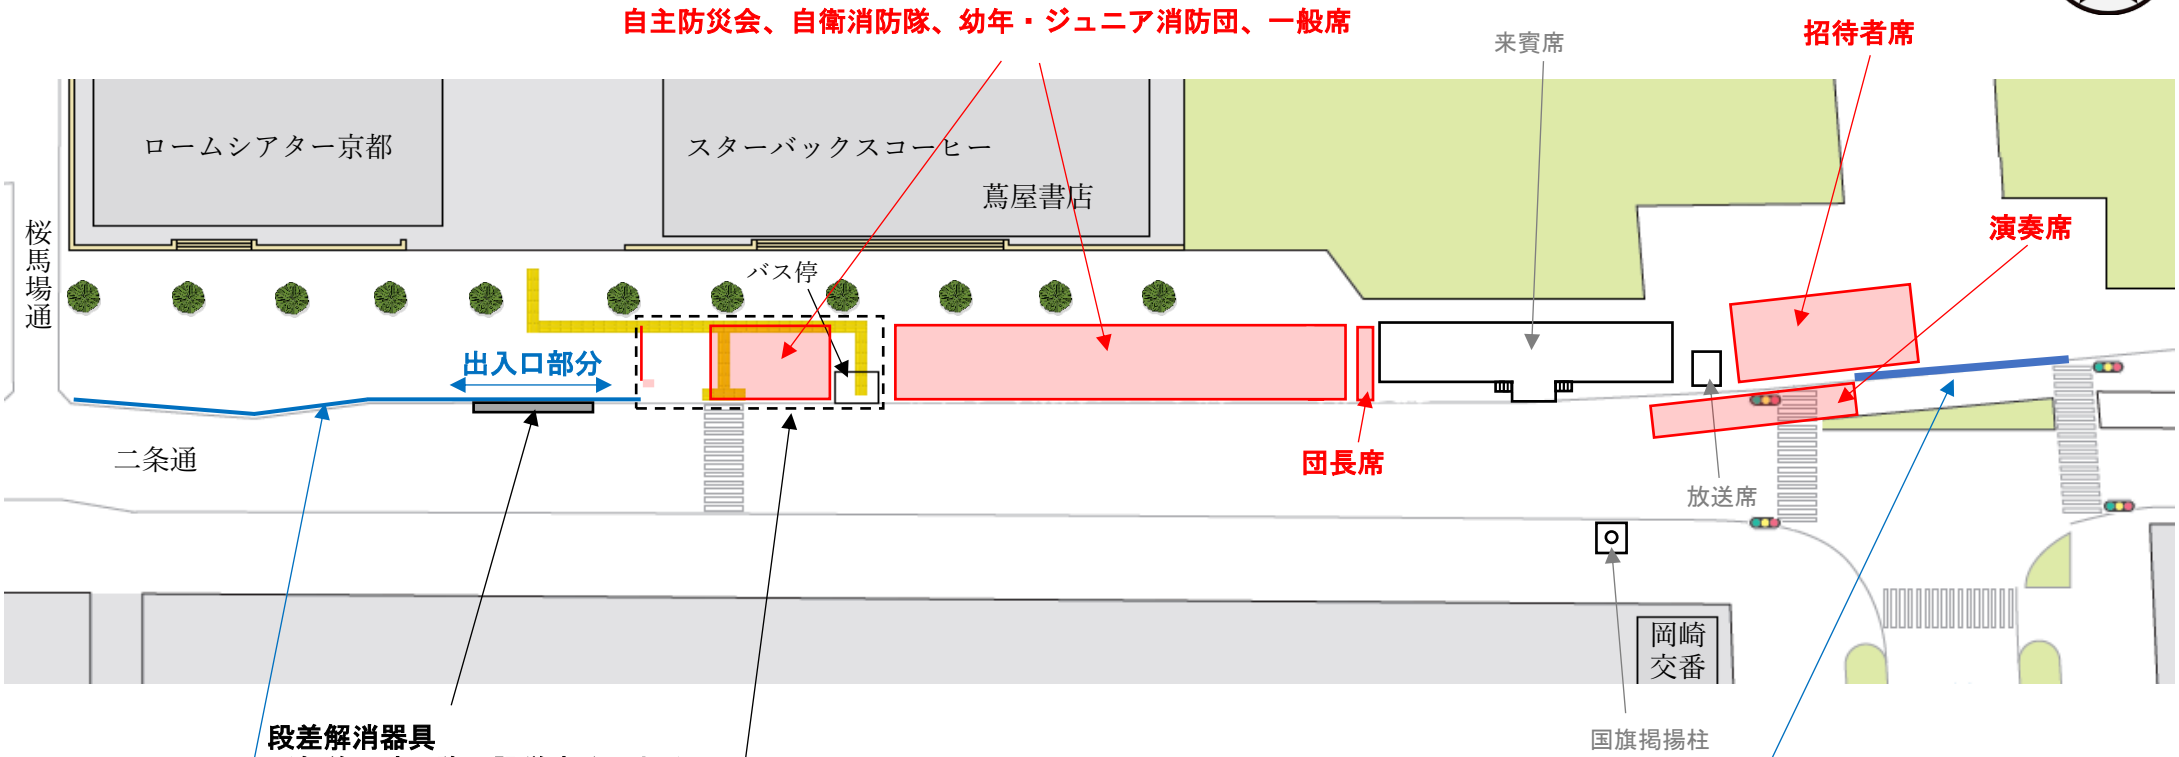 自主防災会、自衛消防隊、幼年・ジュニア消防団、一般席
来賓席
招待者席
ロームシアター京都
スターバックスコーヒー
蔦屋書店
桜馬場通
演奏席
バス停
出入口部分
二条通
団長席
放送席
岡崎
交番
段差解消器具
国旗掲揚柱